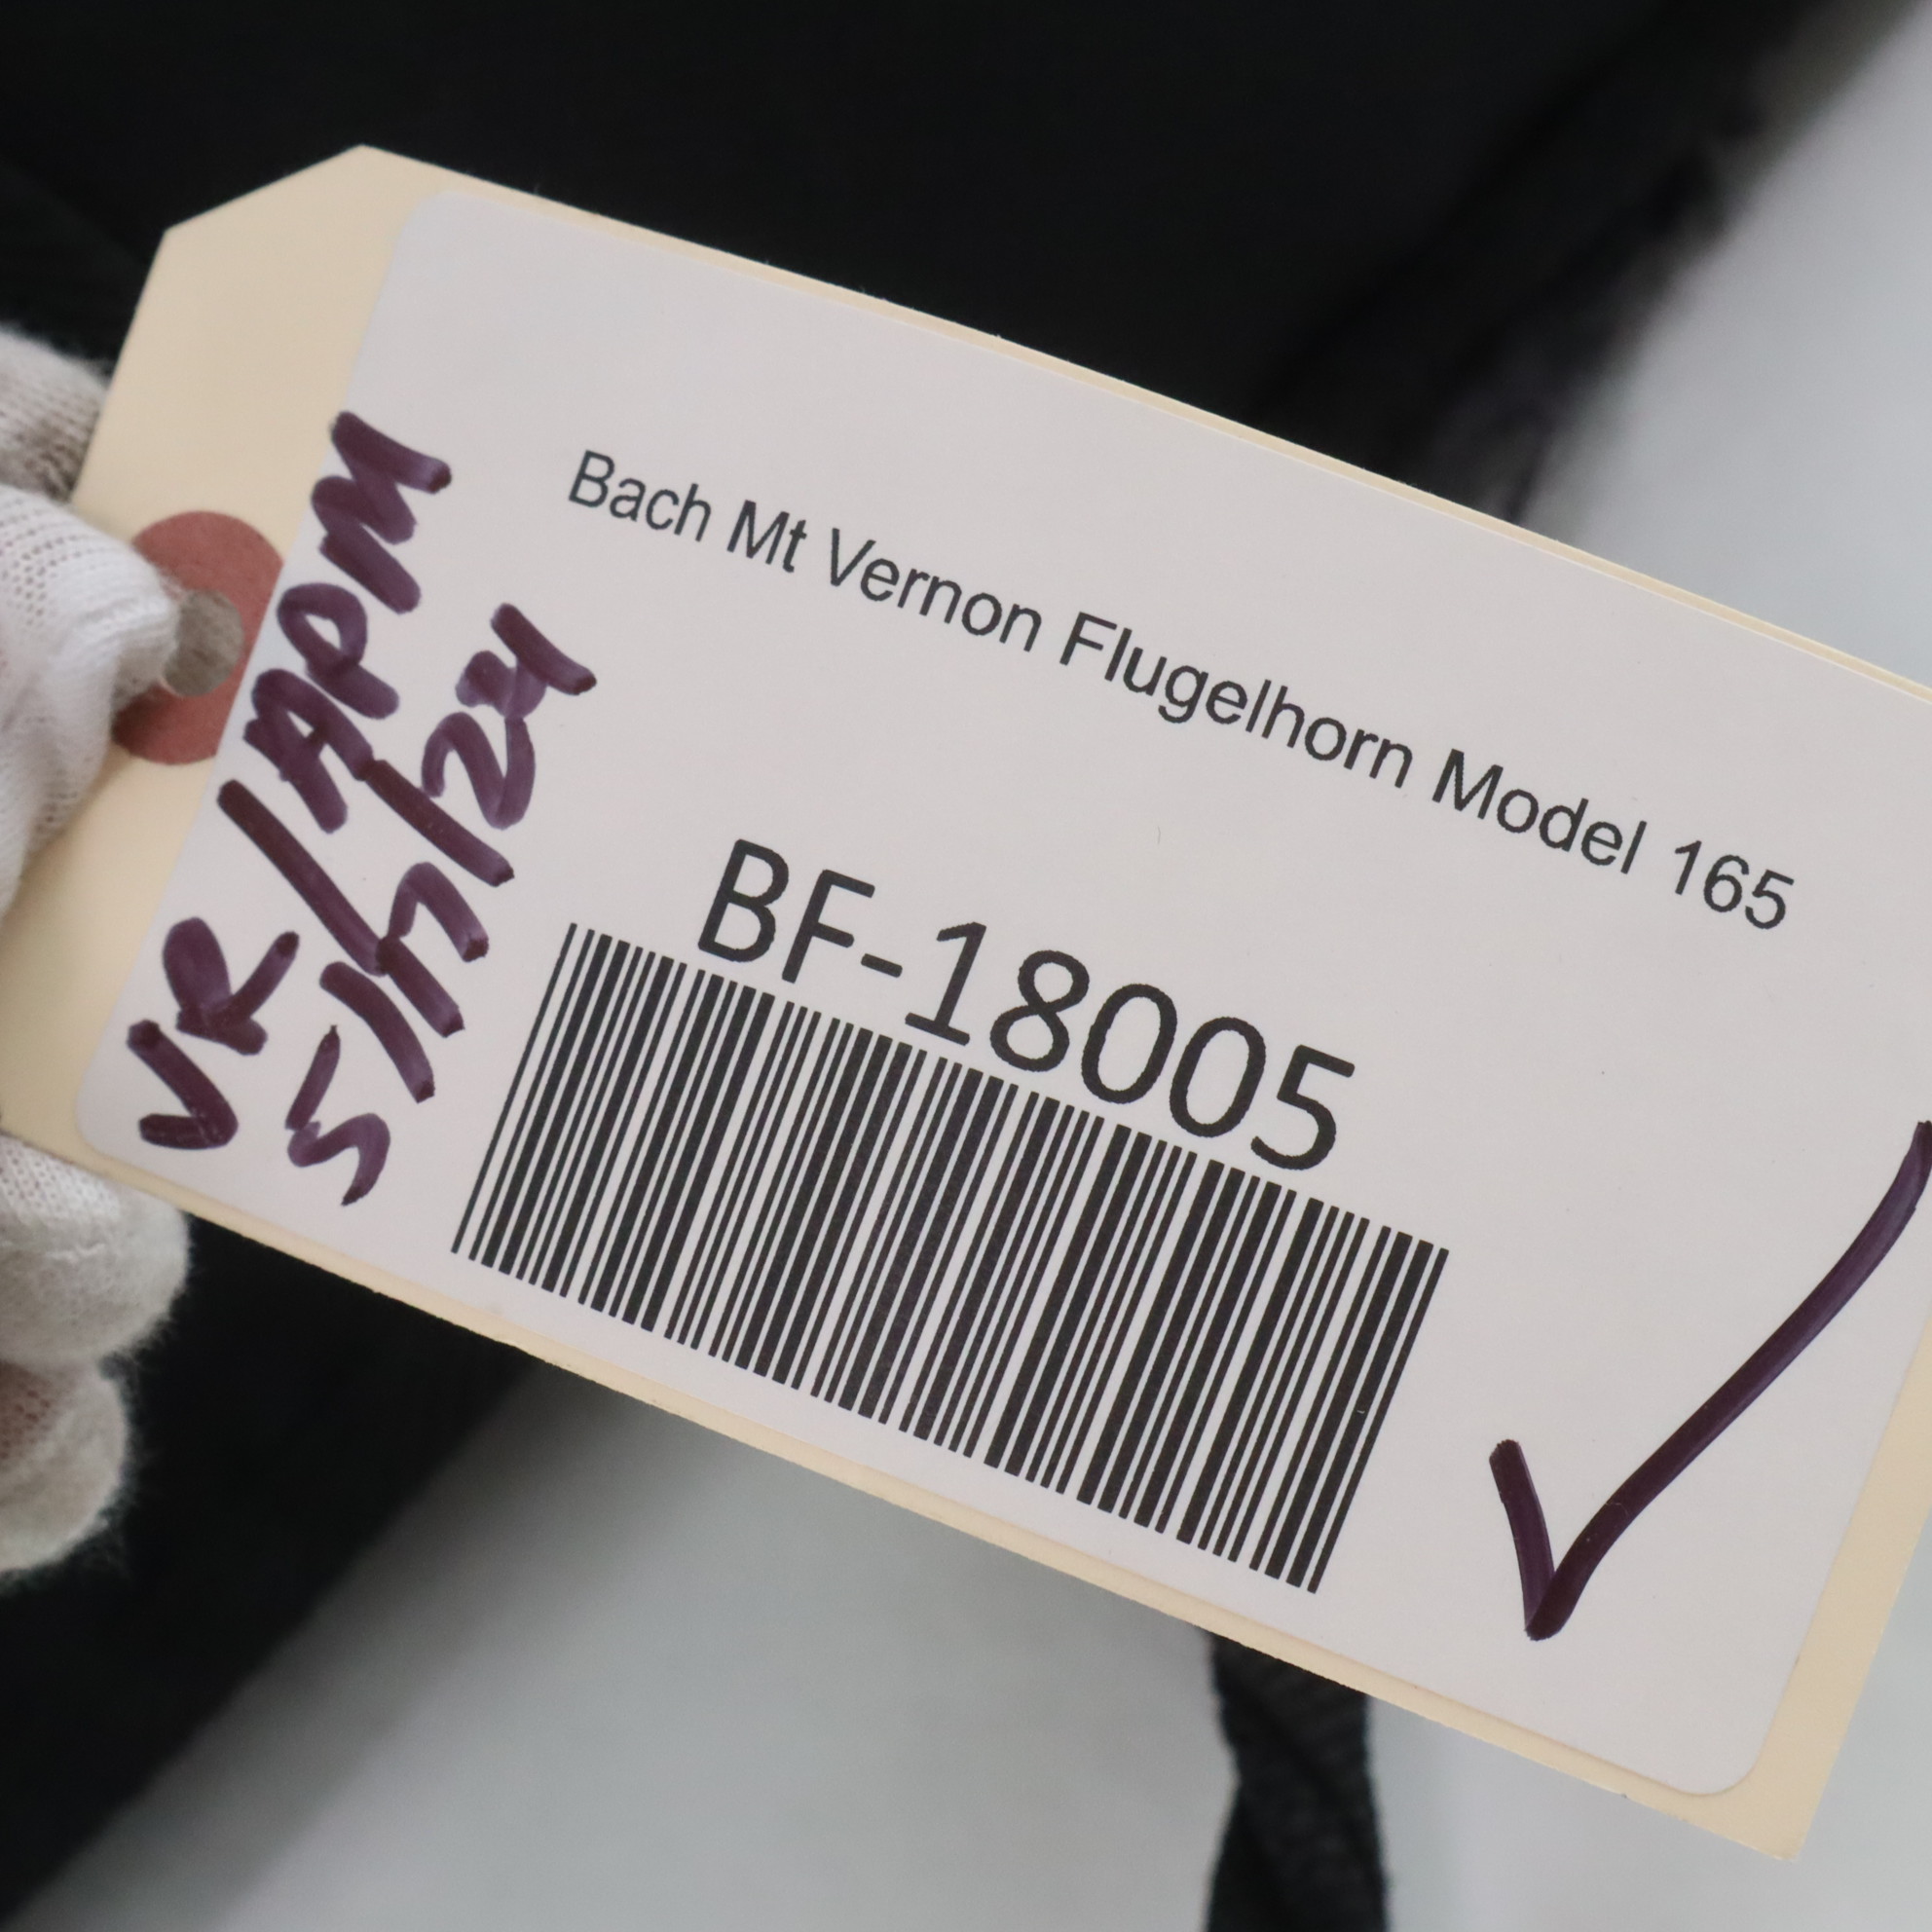 Bach Mt Vernon Flugelhorn Model 165
BF-18005
VR/APM
5/17/24